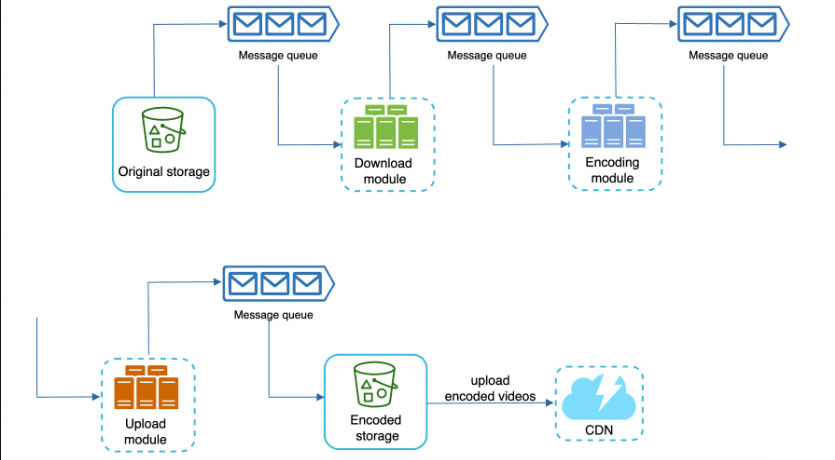 Message queue
Message queue
Message queue
Original storage
Download
module
Encoding
module
Message queue
Upload
module
Encoded
storage
upload
encoded videos
CDN